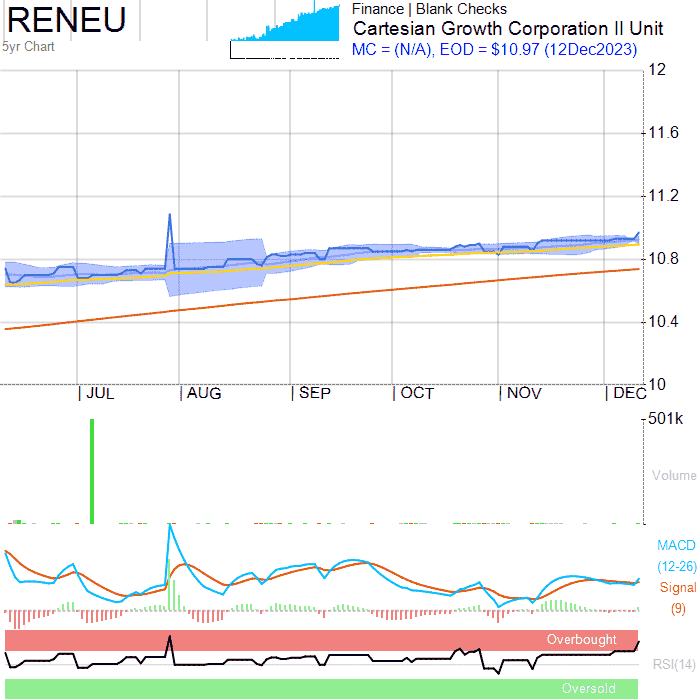 RENEU
5yr Chart
Finance | Blank Checks
Cartesian Growth Corporation II Unit
MC = (N/A), EOD = $10.97 (12Dec2023)
12
11.6
11.2
10.8
10.4
10
| JUL | AUG | SEP | OCT | NOV | DEC
501k
Volume
MACD
(12-26)
Signal
(9)
Overbought
RSI(14)
Oversold